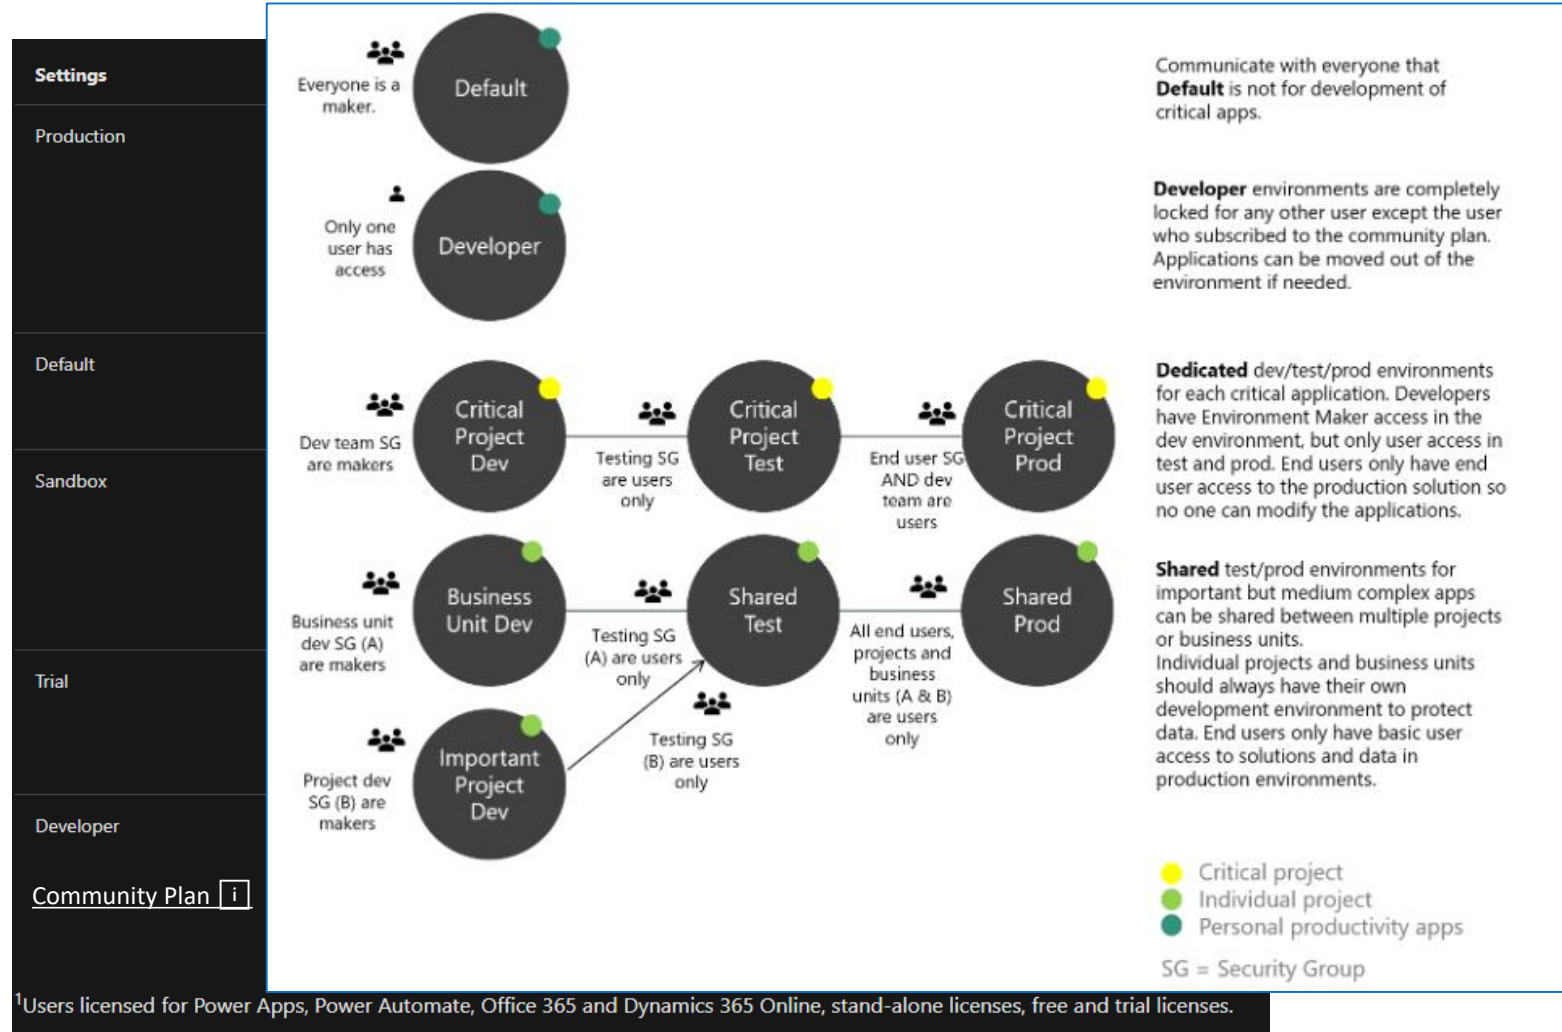 Settings
Production
Default
Sandbox
Trial
Developer
Community Plan i
Everyone is a
maker.
Default
Communicate with everyone that
Default is not for development of
critical apps.
Only one
user has
access
Developer
Developer environments are completely
locked for any other user except the user
who subscribed to the community plan.
Applications can be moved out of the
environment if needed.
Dev team SG
are makers
Critical
Project
Dev
Testing SG
are users
only
Critical
Project
Test
End user SG
AND dev
team are
users
Critical
Project
Prod
Dedicated dev/test/prod environments
for each critical application. Developers
have Environment Maker access in the
dev environment, but only user access in
test and prod. End users only have end
user access to the production solution so
no one can modify the applications.
Business unit
dev SG (A)
are makers
Business
Unit Dev
Testing SG
(A) are users
only
Shared
Test
All end users,
projects and
business
units (A & B)
are users
only
Shared
Prod
Shared test/prod environments for
important but medium complex apps
can be shared between multiple projects
or business units.
Individual projects and business units
should always have their own
development environment to protect
data. End users only have basic user
access to solutions and data in
production environments.
Project dev
SG (B) are
makers
Important
Project
Dev
Testing SG
(B) are users
only
Critical project
Individual project
Personal productivity apps
SG = Security Group
1Users licensed for Power Apps, Power Automate, Office 365 and Dynamics 365 Online, stand-alone licenses, free and trial licenses.